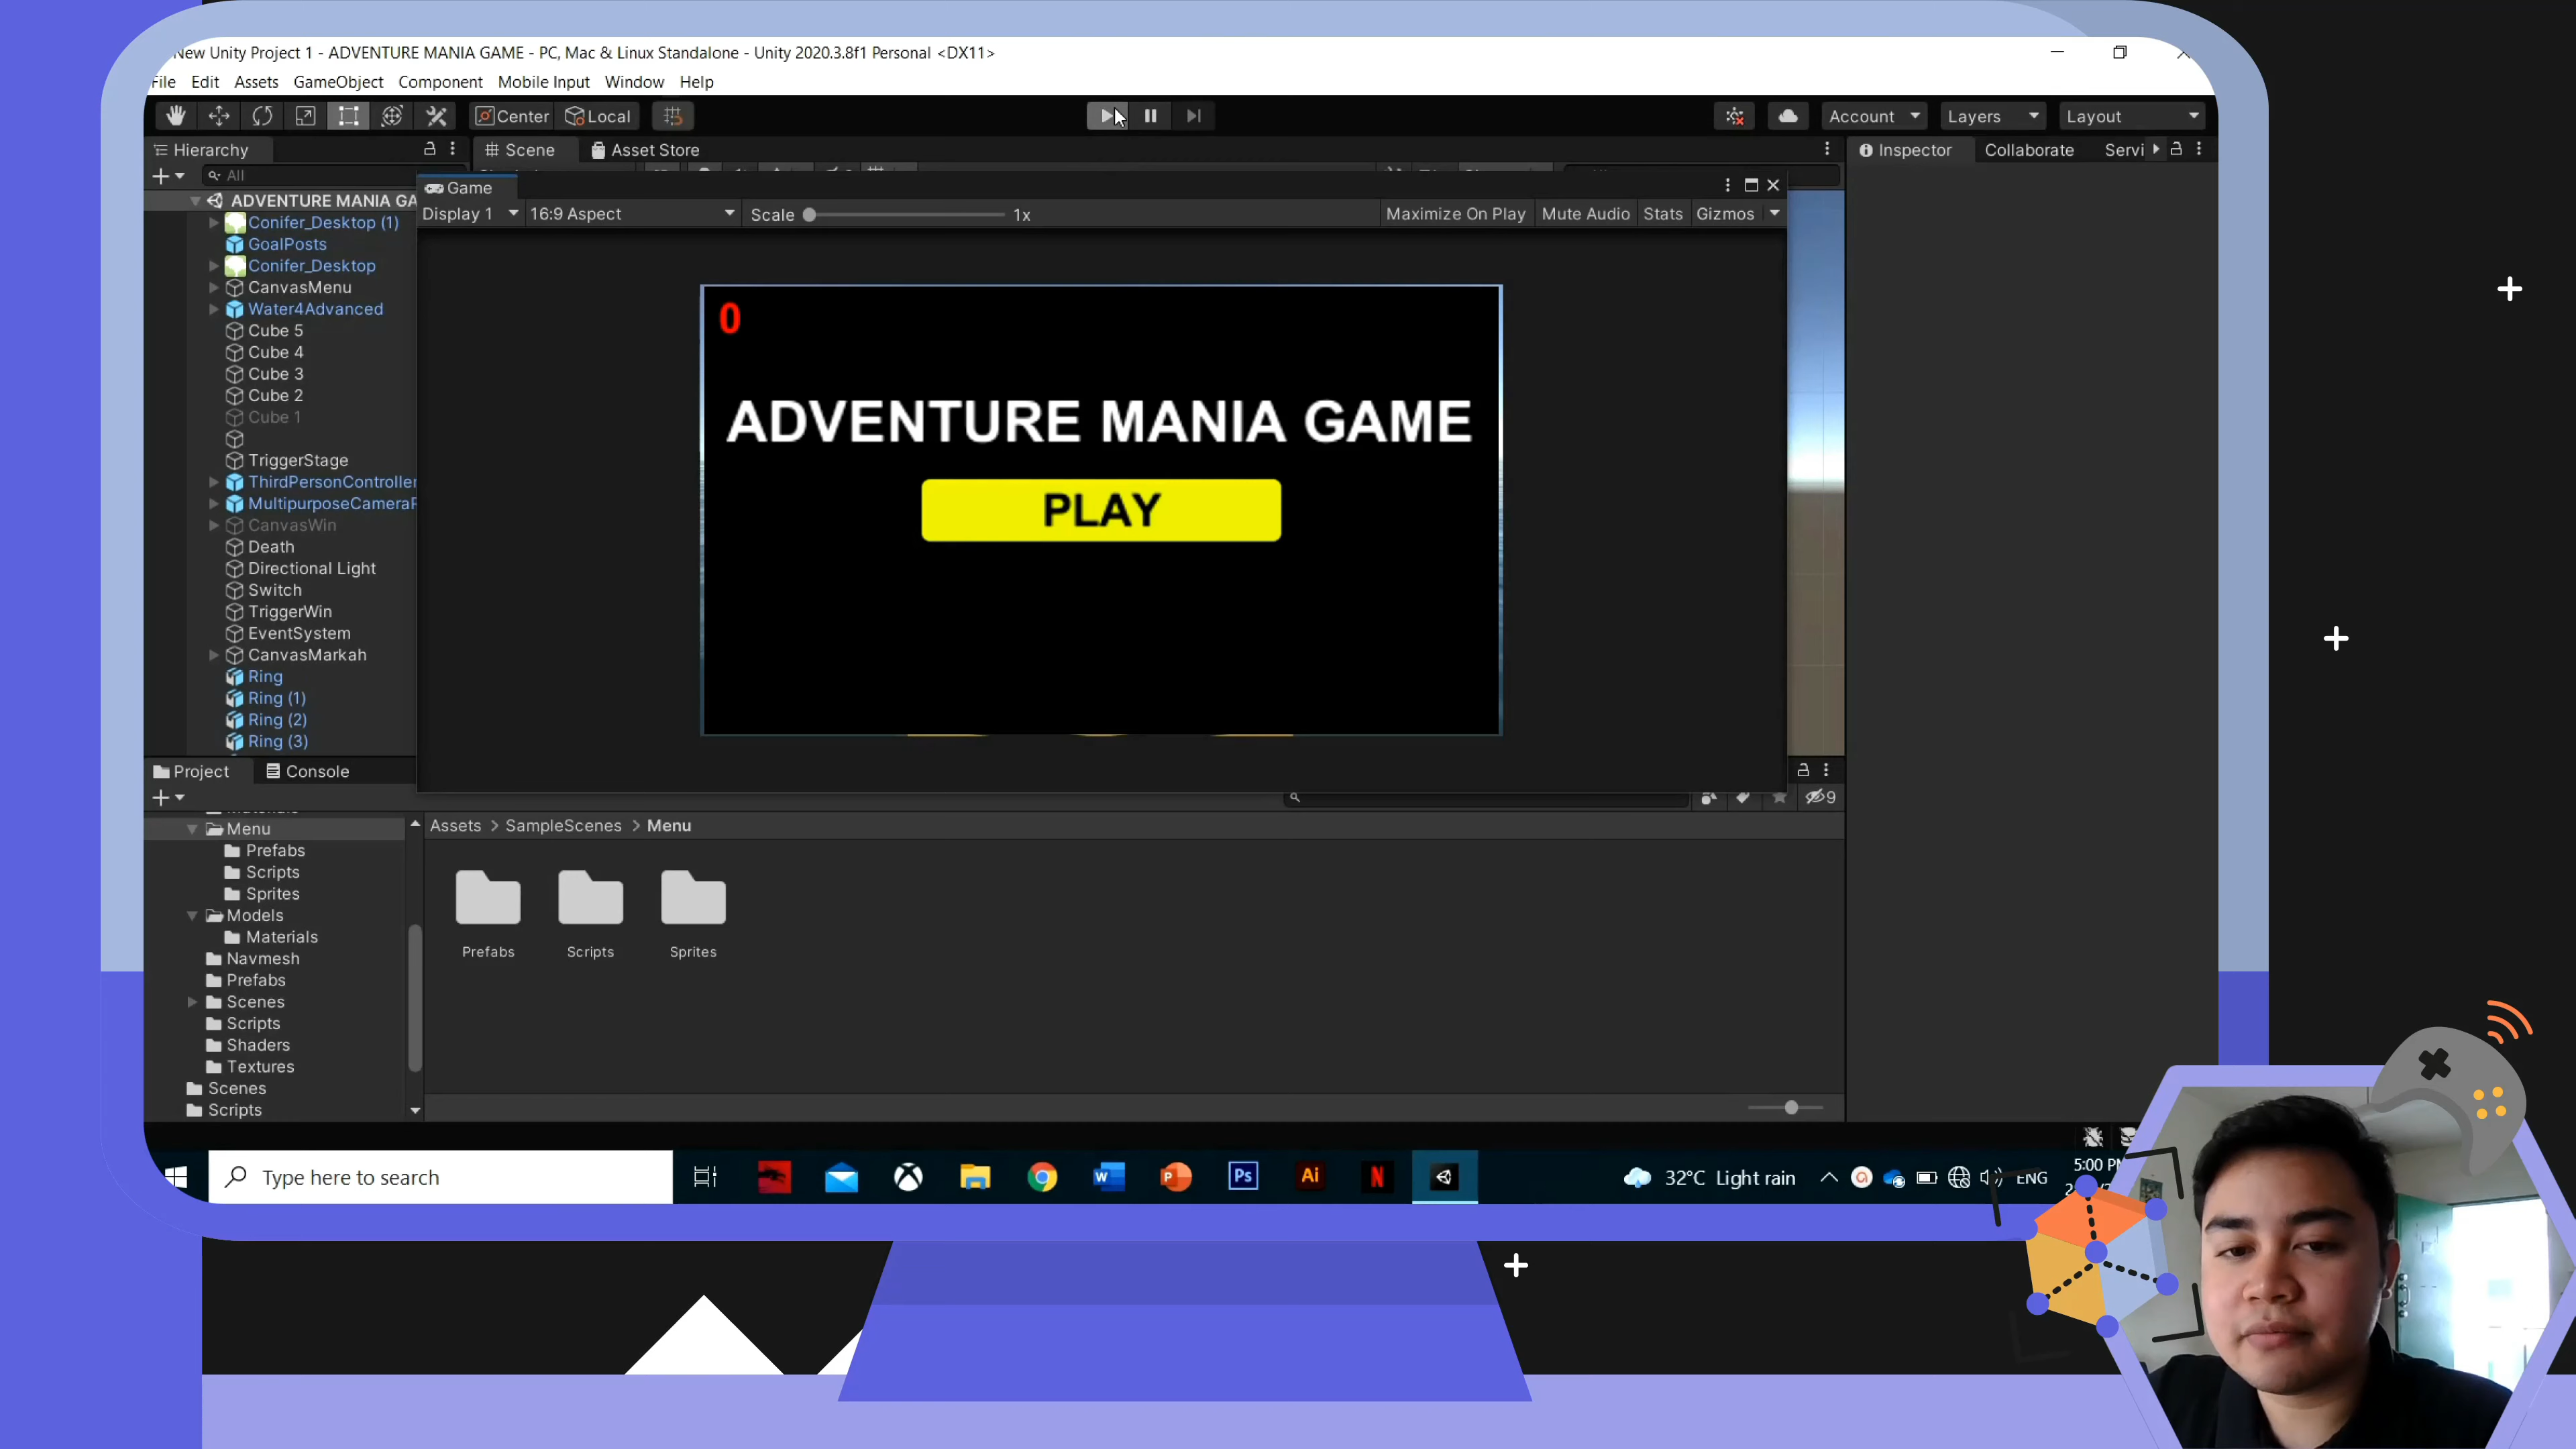 New Unity Project 1 - ADVENTURE MANIA GAME - PC, Mac & Linux Standalone - Unity 2020.3.8f1 Personal <DX11>
File Edit Assets GameObject Component Mobile Input Window Help
Center Local Account Layers Layout
Hierarchy Scene Asset Store Inspector Collaborate Servi
All
Game
Display 1 16:9 Aspect Scale 1x Maximize On Play Mute Audio Stats Gizmos
ADVENTURE MANIA GA
Conifer_Desktop (1)
GoalPosts
Conifer_Desktop
CanvasMenu
Water4Advanced
Cube 5
Cube 4
Cube 3
Cube 2
Cube 1
TriggerStage
ThirdPersonController
MultipurposeCameraR
CanvasWin
Death
Directional Light
Switch
TriggerWin
EventSystem
CanvasMarkah
Ring
Ring (1)
Ring (2)
Ring (3)
0
ADVENTURE MANIA GAME
PLAY
Project Console
9
Menu
Prefabs
Scripts
Sprites
Models
Materials
Navmesh
Prefabs
Scenes
Scripts
Shaders
Textures
Scenes
Scripts
Assets > SampleScenes > Menu
Prefabs Scripts Sprites
Type here to search
W P Ps Ai N
32°C Light rain ENG
5:00 PM